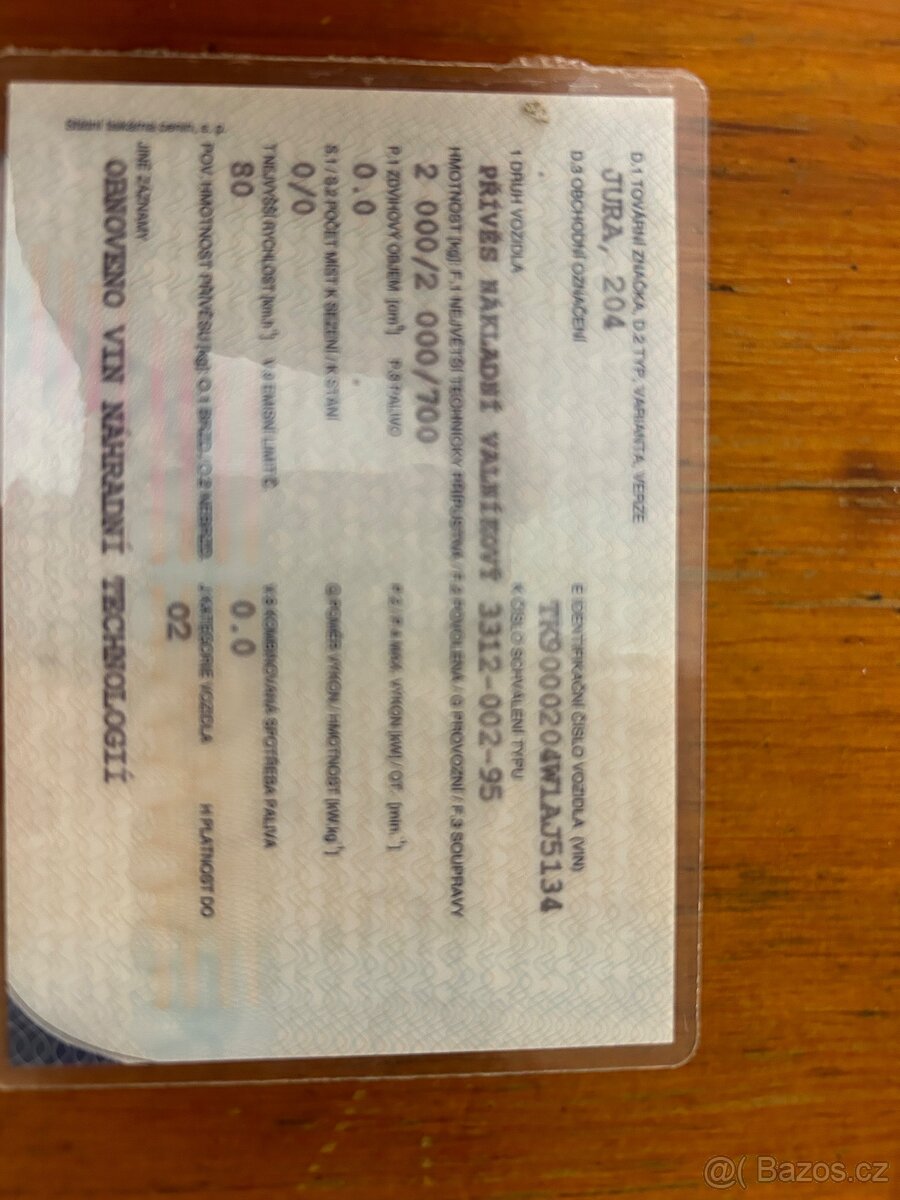 D.1 TOVÁRNÍ ZNAČKA, D.2 TYP, VARIANTA, VERZE
JURA, 204
E IDENTIFIKAČNÍ ČÍSLO VOZIDLA (VIN)
D.3 OBCHODNÍ OZNAČENÍ
TK9000204W1AJ5134
1 DRUH VOZIDLA
K ČÍSLO SCHVÁLENÍ TYPU
PŘÍVĚS NÁKLADNÍ VALNÍKOVÝ 3312-002-95
HMOTNOST [kg] F.1 NEJVĚTŠÍ TECHNICKY PŘÍPUSTNÁ / F.2 POVOLENÁ / G PROVOZNÍ / F.3 SOUPRAVY
2 000/2 000/700
P.1 ZDVIHOVÝ OBJEM [cm³] P.3 PALIVO P.2 / P.4 MAX. VÝKON [kW] / OT. [min.⁻¹]
0.0
S.1 / S.2 POČET MÍST K SEZENÍ / K STÁNÍ Q POMĚR VÝKON / HMOTNOST [kW.kg⁻¹]
0/0
T NEJVYŠŠÍ RYCHLOST [km.h⁻¹] V.9 EMISNÍ LIMIT Č. V.8 KOMBINOVANÁ SPOTŘEBA PALIVA
80 0.0
POV. HMOTNOST PŘÍVĚSU [kg] O.1 BRZD. / O.2 NEBRZD. J KATEGORIE VOZIDLA H PLATNOST DO
O2
JINÉ ZÁZNAMY
OBNOVENO VIN NÁHRADNÍ TECHNOLOGIÍ
Státní tiskárna cenin, s. p.
@( Bazos.cz